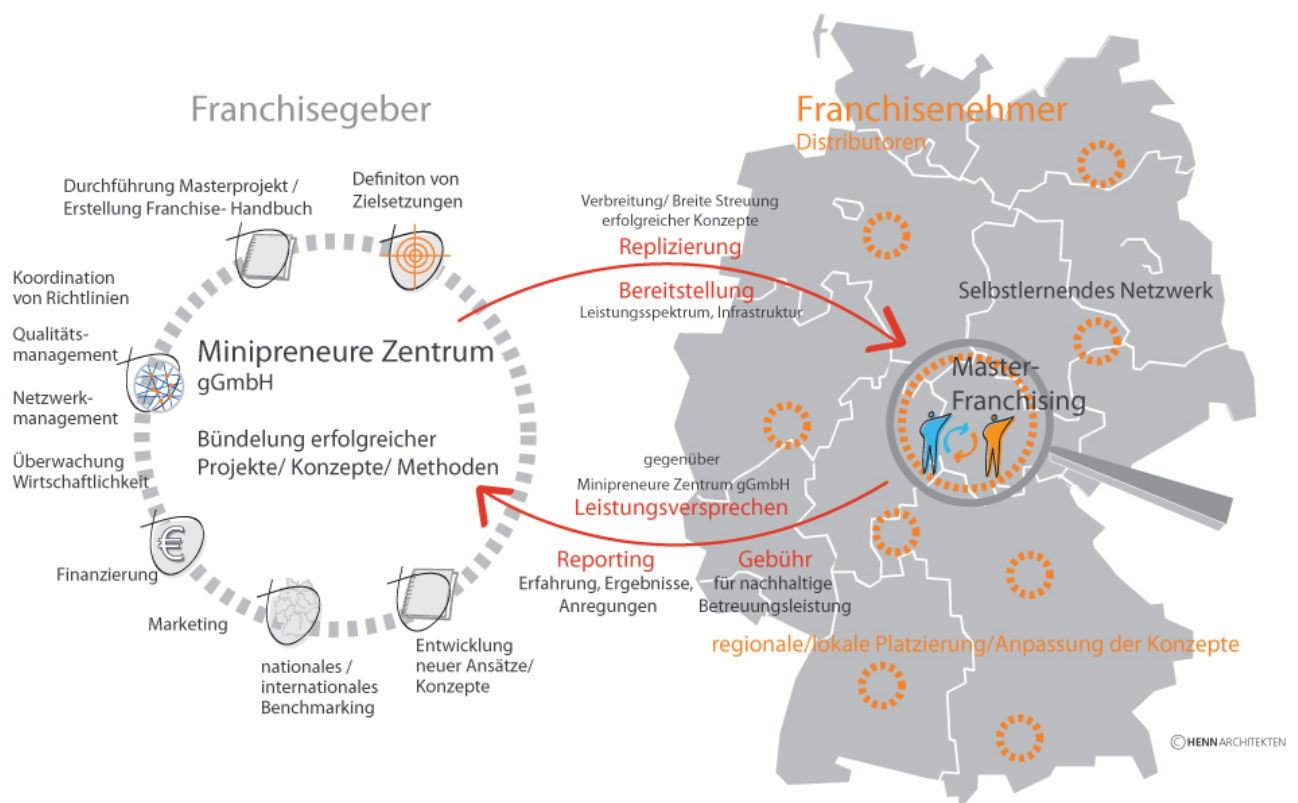 Franchisegeber
Durchführung Masterprojekt /
Erstellung Franchise- Handbuch
Definiton von
Zielsetzungen
Koordination
von Richtlinien
Qualitäts-
management
Netzwerk-
management
Überwachung
Wirtschaftlichkeit
€
Finanzierung
Marketing
nationales /
internationales
Benchmarking
Entwicklung
neuer Ansätze/
Konzepte
Minipreneure Zentrum
gGmbH
Bündelung erfolgreicher
Projekte/ Konzepte/ Methoden
Verbreitung/ Breite Streuung
erfolgreicher Konzepte
Replizierung
Bereitstellung
Leistungsspektrum, Infrastruktur
gegenüber
Minipreneure Zentrum gGmbH
Leistungsversprechen
Reporting
Erfahrung, Ergebnisse,
Anregungen
Gebühr
für nachhaltige
Betreuungsleistung
Franchisenehmer
Distributoren
Selbstlernendes Netzwerk
Master-
Franchising
regionale/lokale Platzierung/Anpassung der Konzepte
© HENN ARCHITEKTEN